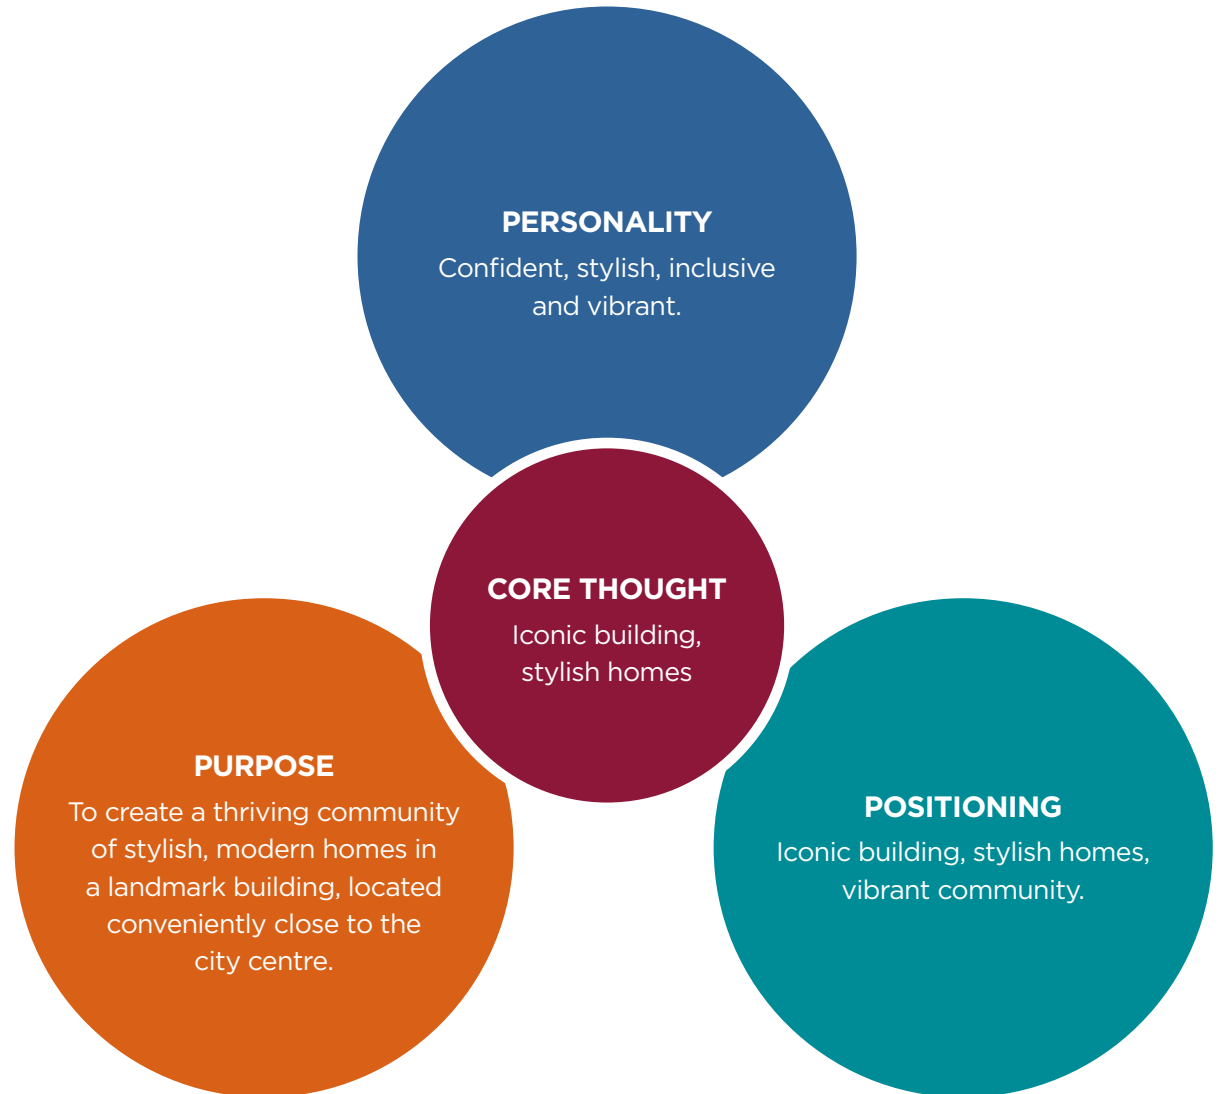 PERSONALITY
Confident, stylish, inclusive
and vibrant.
CORE THOUGHT
Iconic building,
stylish homes
PURPOSE
To create a thriving community
of stylish, modern homes in
a landmark building, located
conveniently close to the
city centre.
POSITIONING
Iconic building, stylish homes,
vibrant community.